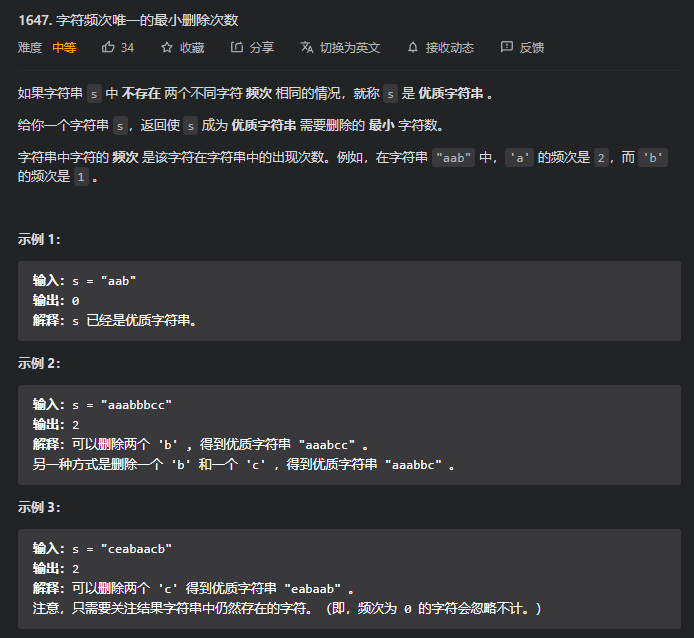 1647. 字符频次唯一的最小删除次数
难度 中等 34 收藏 分享 切换为英文 接收动态 反馈
如果字符串 s 中 不存在 两个不同字符 频次 相同的情况，就称 s 是 优质字符串 。
给你一个字符串 s，返回使 s 成为 优质字符串 需要删除的 最小 字符数。
字符串中字符的 频次 是该字符在字符串中的出现次数。例如，在字符串 "aab" 中，'a' 的频次是 2，而 'b'
的频次是 1 。
示例 1：
输入：s = "aab"
输出：0
解释：s 已经是优质字符串。
示例 2：
输入：s = "aaabbbcc"
输出：2
解释：可以删除两个 'b' , 得到优质字符串 "aaabcc" 。
另一种方式是删除一个 'b' 和一个 'c' ，得到优质字符串 "aaabbc" 。
示例 3：
输入：s = "ceabaacb"
输出：2
解释：可以删除两个 'c' 得到优质字符串 "eabaab" 。
注意，只需要关注结果字符串中仍然存在的字符。（即，频次为 0 的字符会忽略不计。）